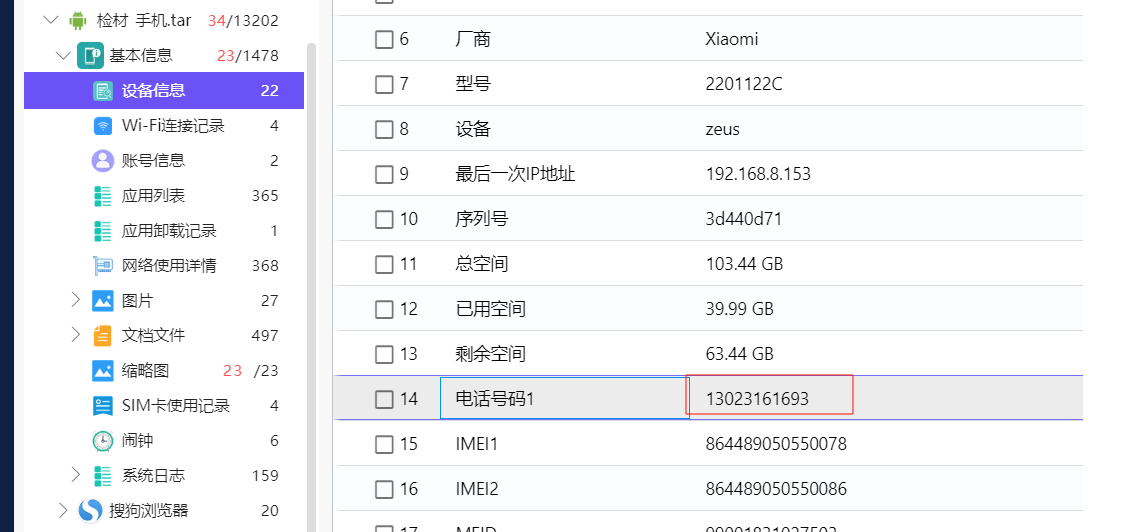 检材 手机.tar 34/13202
基本信息 23/1478
设备信息 22
Wi-Fi连接记录 4
账号信息 2
应用列表 365
应用卸载记录 1
网络使用详情 368
图片 27
文档文件 497
缩略图 23 /23
SIM卡使用记录 4
闹钟 6
系统日志 159
搜狗浏览器 20
6 厂商 Xiaomi
7 型号 2201122C
8 设备 zeus
9 最后一次IP地址 192.168.8.153
10 序列号 3d440d71
11 总空间 103.44 GB
12 已用空间 39.99 GB
13 剩余空间 63.44 GB
14 电话号码1 13023161693
15 IMEI1 864489050550078
16 IMEI2 864489050550086